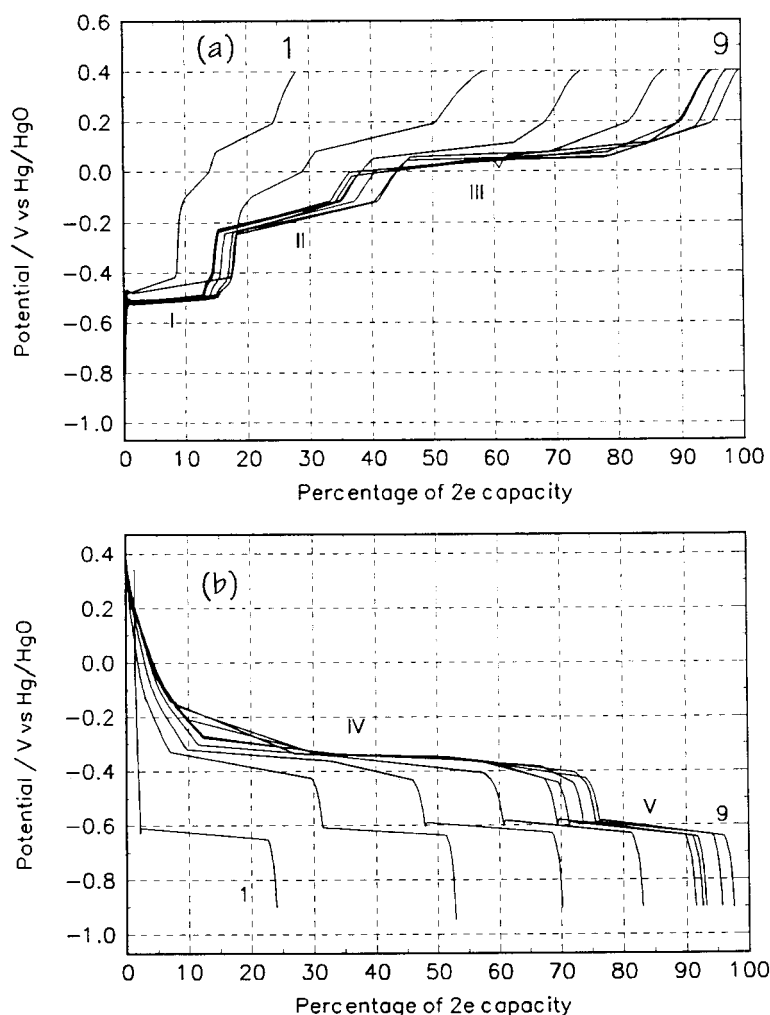 (a)
1
9
0.6
0.4
0.2
0.0
−0.2
−0.4
−0.6
−0.8
−1.0
Potential / V vs Hg/HgO
I
II
III
0 10 20 30 40 50 60 70 80 90 100
Percentage of 2e capacity
(b)
0.4
0.2
0.0
−0.2
−0.4
−0.6
−0.8
−1.0
Potential / V vs Hg/HgO
IV
V
9
1
0 10 20 30 40 50 60 70 80 90 100
Percentage of 2e capacity